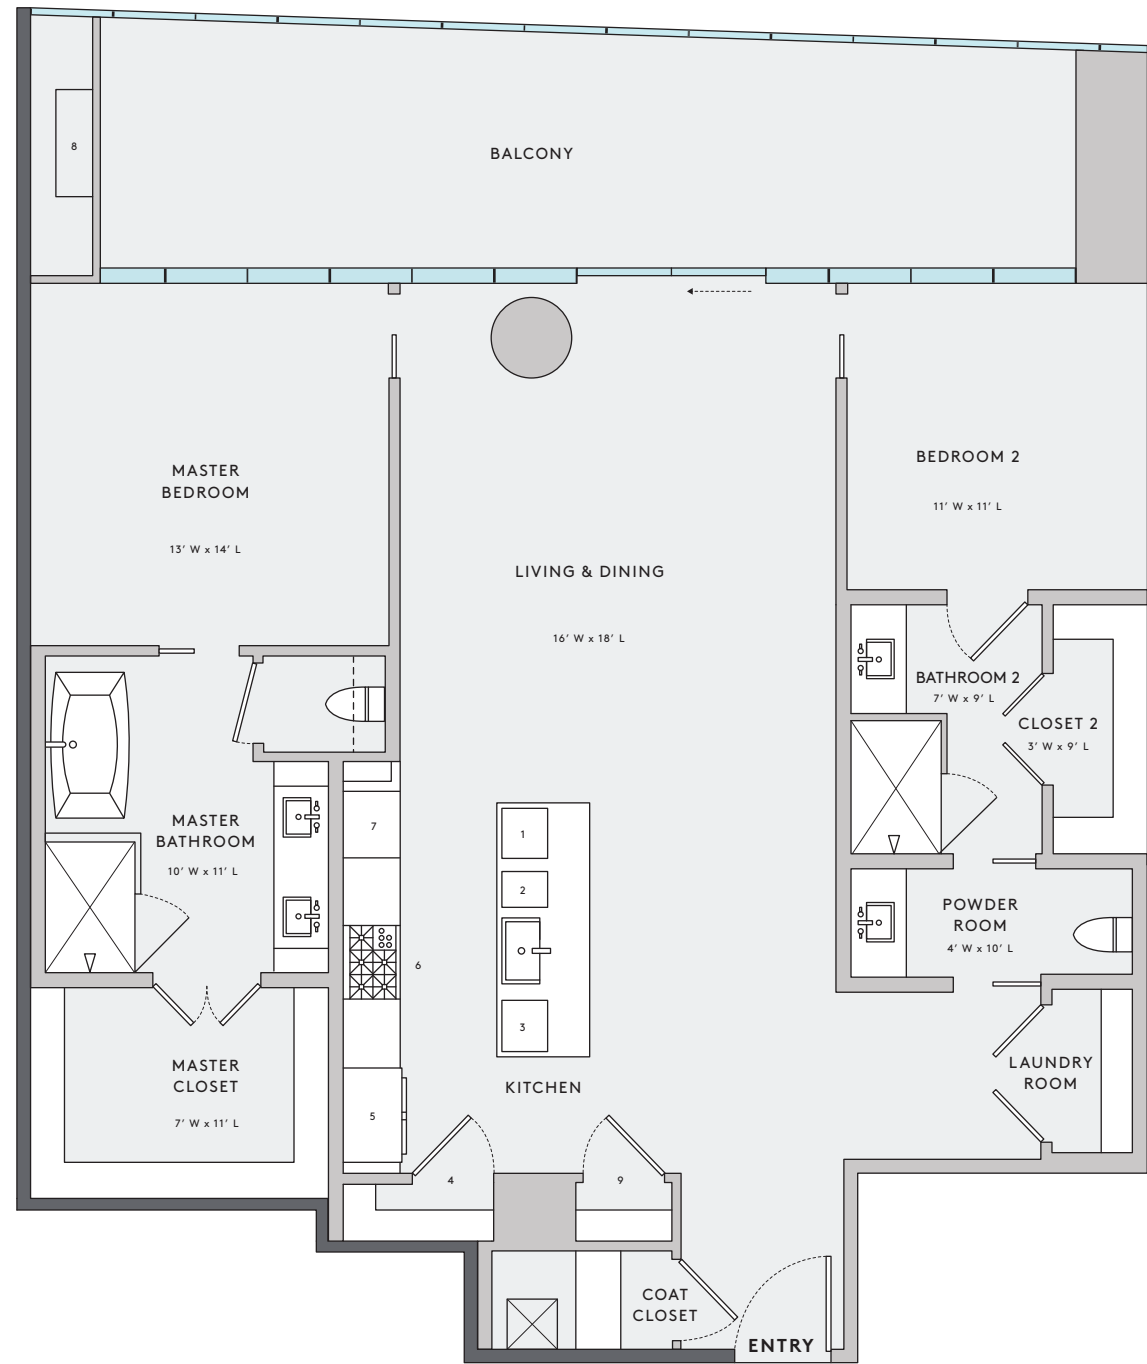 8
BALCONY
MASTER
BEDROOM
13' W x 14' L
LIVING & DINING
16' W x 18' L
BEDROOM 2
11' W x 11' L
BATHROOM 2
7' W x 9' L
CLOSET 2
3' W x 9' L
MASTER
BATHROOM
10' W x 11' L
7
1
2
6
3
POWDER
ROOM
4' W x 10' L
MASTER
CLOSET
7' W x 11' L
KITCHEN
5
4
9
LAUNDRY
ROOM
COAT
CLOSET
ENTRY